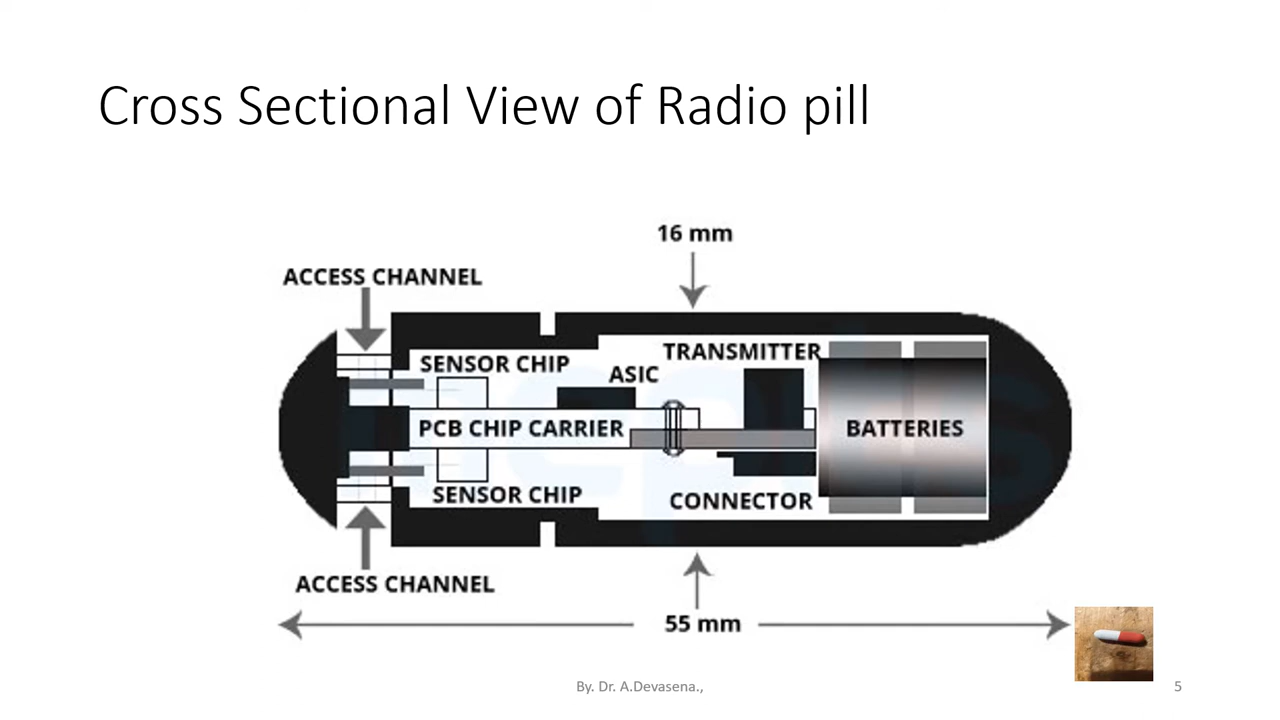 Cross Sectional View of Radio pill
16 mm
ACCESS CHANNEL
TRANSMITTER
SENSOR CHIP
ASIC
PCB CHIP CARRIER
BATTERIES
SENSOR CHIP
CONNECTOR
ACCESS CHANNEL
55 mm
By. Dr. A.Devasena.,
5